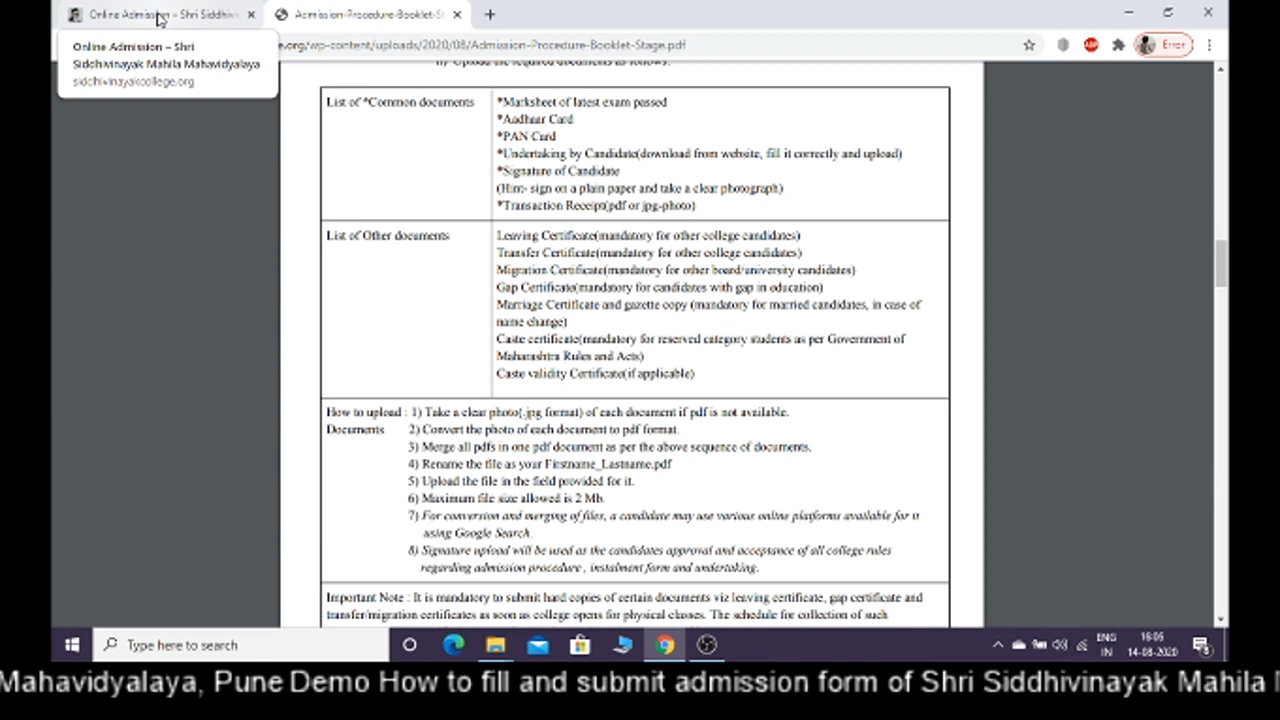 Online Admission – Shri Siddhiv
Admission-Procedure-Booklet-S
Online Admission – Shri
Siddhivinayak Mahila Mahavidyalaya
siddhivinayakcollege.org
e.org/wp-content/uploads/2020/08/Admission-Procedure-Booklet-Stage.pdf
Error
Upload the required documents as follows:
List of *Common documents
*Marksheet of latest exam passed
*Aadhaar Card
*PAN Card
*Undertaking by Candidate(download from website, fill it correctly and upload)
*Signature of Candidate
(Hint- sign on a plain paper and take a clear photograph)
*Transaction Receipt(pdf or jpg-photo)
List of Other documents
Leaving Certificate(mandatory for other college candidates)
Transfer Certificate(mandatory for other college candidates)
Migration Certificate(mandatory for other board/university candidates)
Gap Certificate(mandatory for candidates with gap in education)
Marriage Certificate and gazette copy (mandatory for married candidates, in case of
name change)
Caste certificate(mandatory for reserved category students as per Government of
Maharashtra Rules and Acts)
Caste validity Certificate(if applicable)
How to upload : 1) Take a clear photo(.jpg format) of each document if pdf is not available.
Documents 2) Convert the photo of each document to pdf format.
3) Merge all pdfs in one pdf document as per the above sequence of documents.
4) Rename the file as your Firstname_Lastname.pdf
5) Upload the file in the field provided for it.
6) Maximum file size allowed is 2 Mb.
7) For conversion and merging of files, a candidate may use various online platforms available for it
using Google Search.
8) Signature upload will be used as the candidates approval and acceptance of all college rules
regarding admission procedure , instalment form and undertaking.
Important Note : It is mandatory to submit hard copies of certain documents viz leaving certificate, gap certificate and
transfer/migration certificates as soon as college opens for physical classes. The schedule for collection of such
Type here to search
ENG
IN
16:05
14-08-2020
Mahavidyalaya, Pune Demo How to fill and submit admission form of Shri Siddhivinayak Mahila